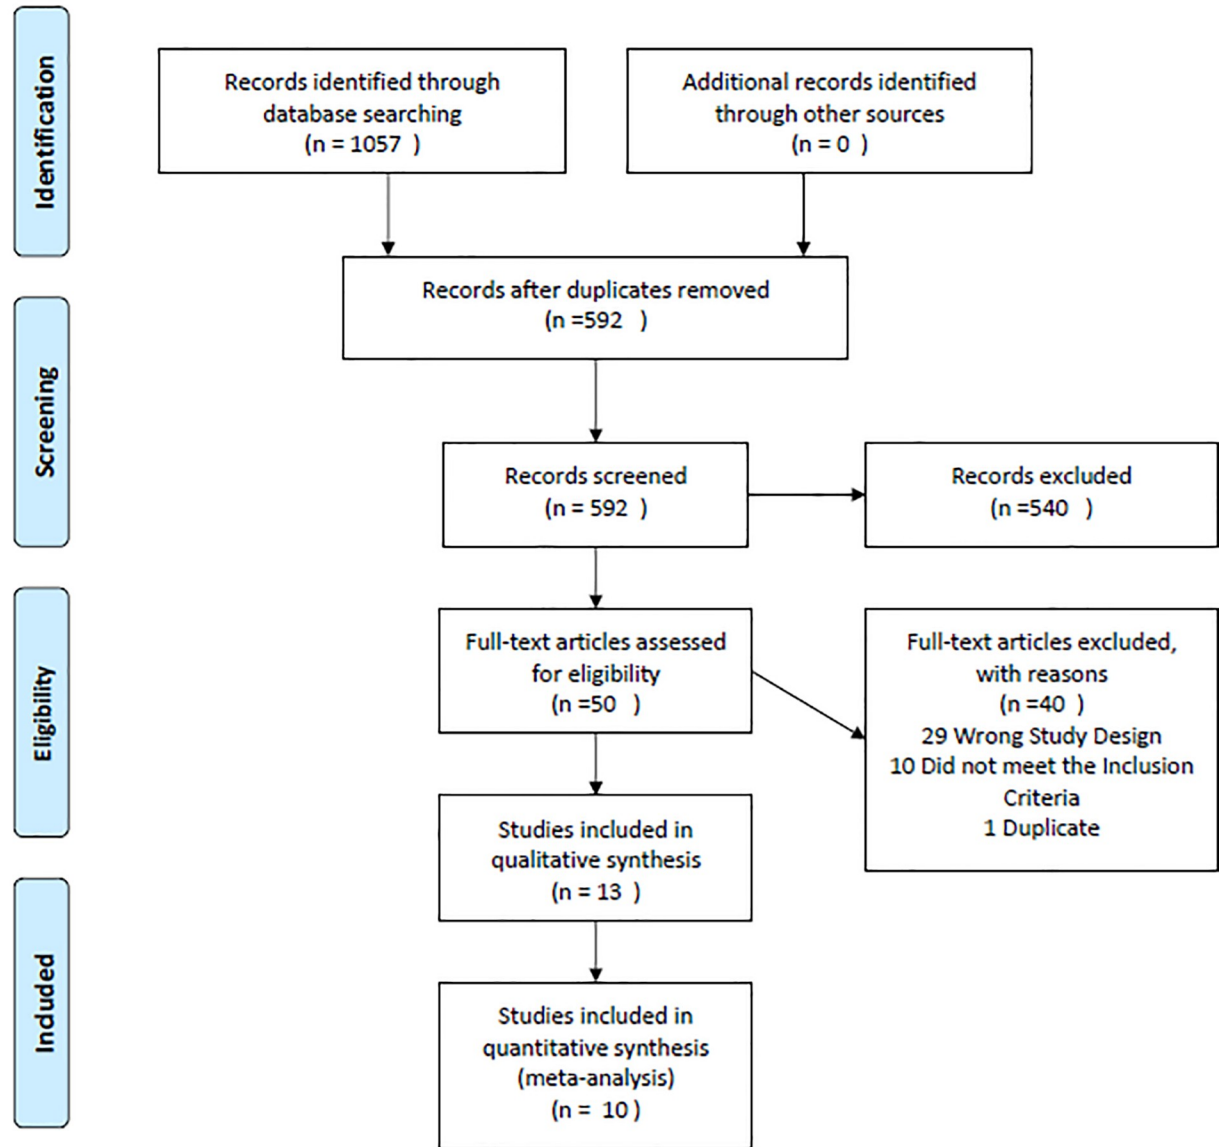 Identification
Records identified through
database searching
(n = 1057  )
Additional records identified
through other sources
(n = 0  )
Records after duplicates removed
(n =592   )
Screening
Records screened
(n = 592  )
Records excluded
(n =540   )
Eligibility
Full-text articles assessed
for eligibility
(n =50   )
Full-text articles excluded,
with reasons
(n =40  )
29 Wrong Study Design
10 Did not meet the Inclusion
Criteria
1 Duplicate
Studies included in
qualitative synthesis
(n = 13  )
Included
Studies included in
quantitative synthesis
(meta-analysis)
(n =  10 )